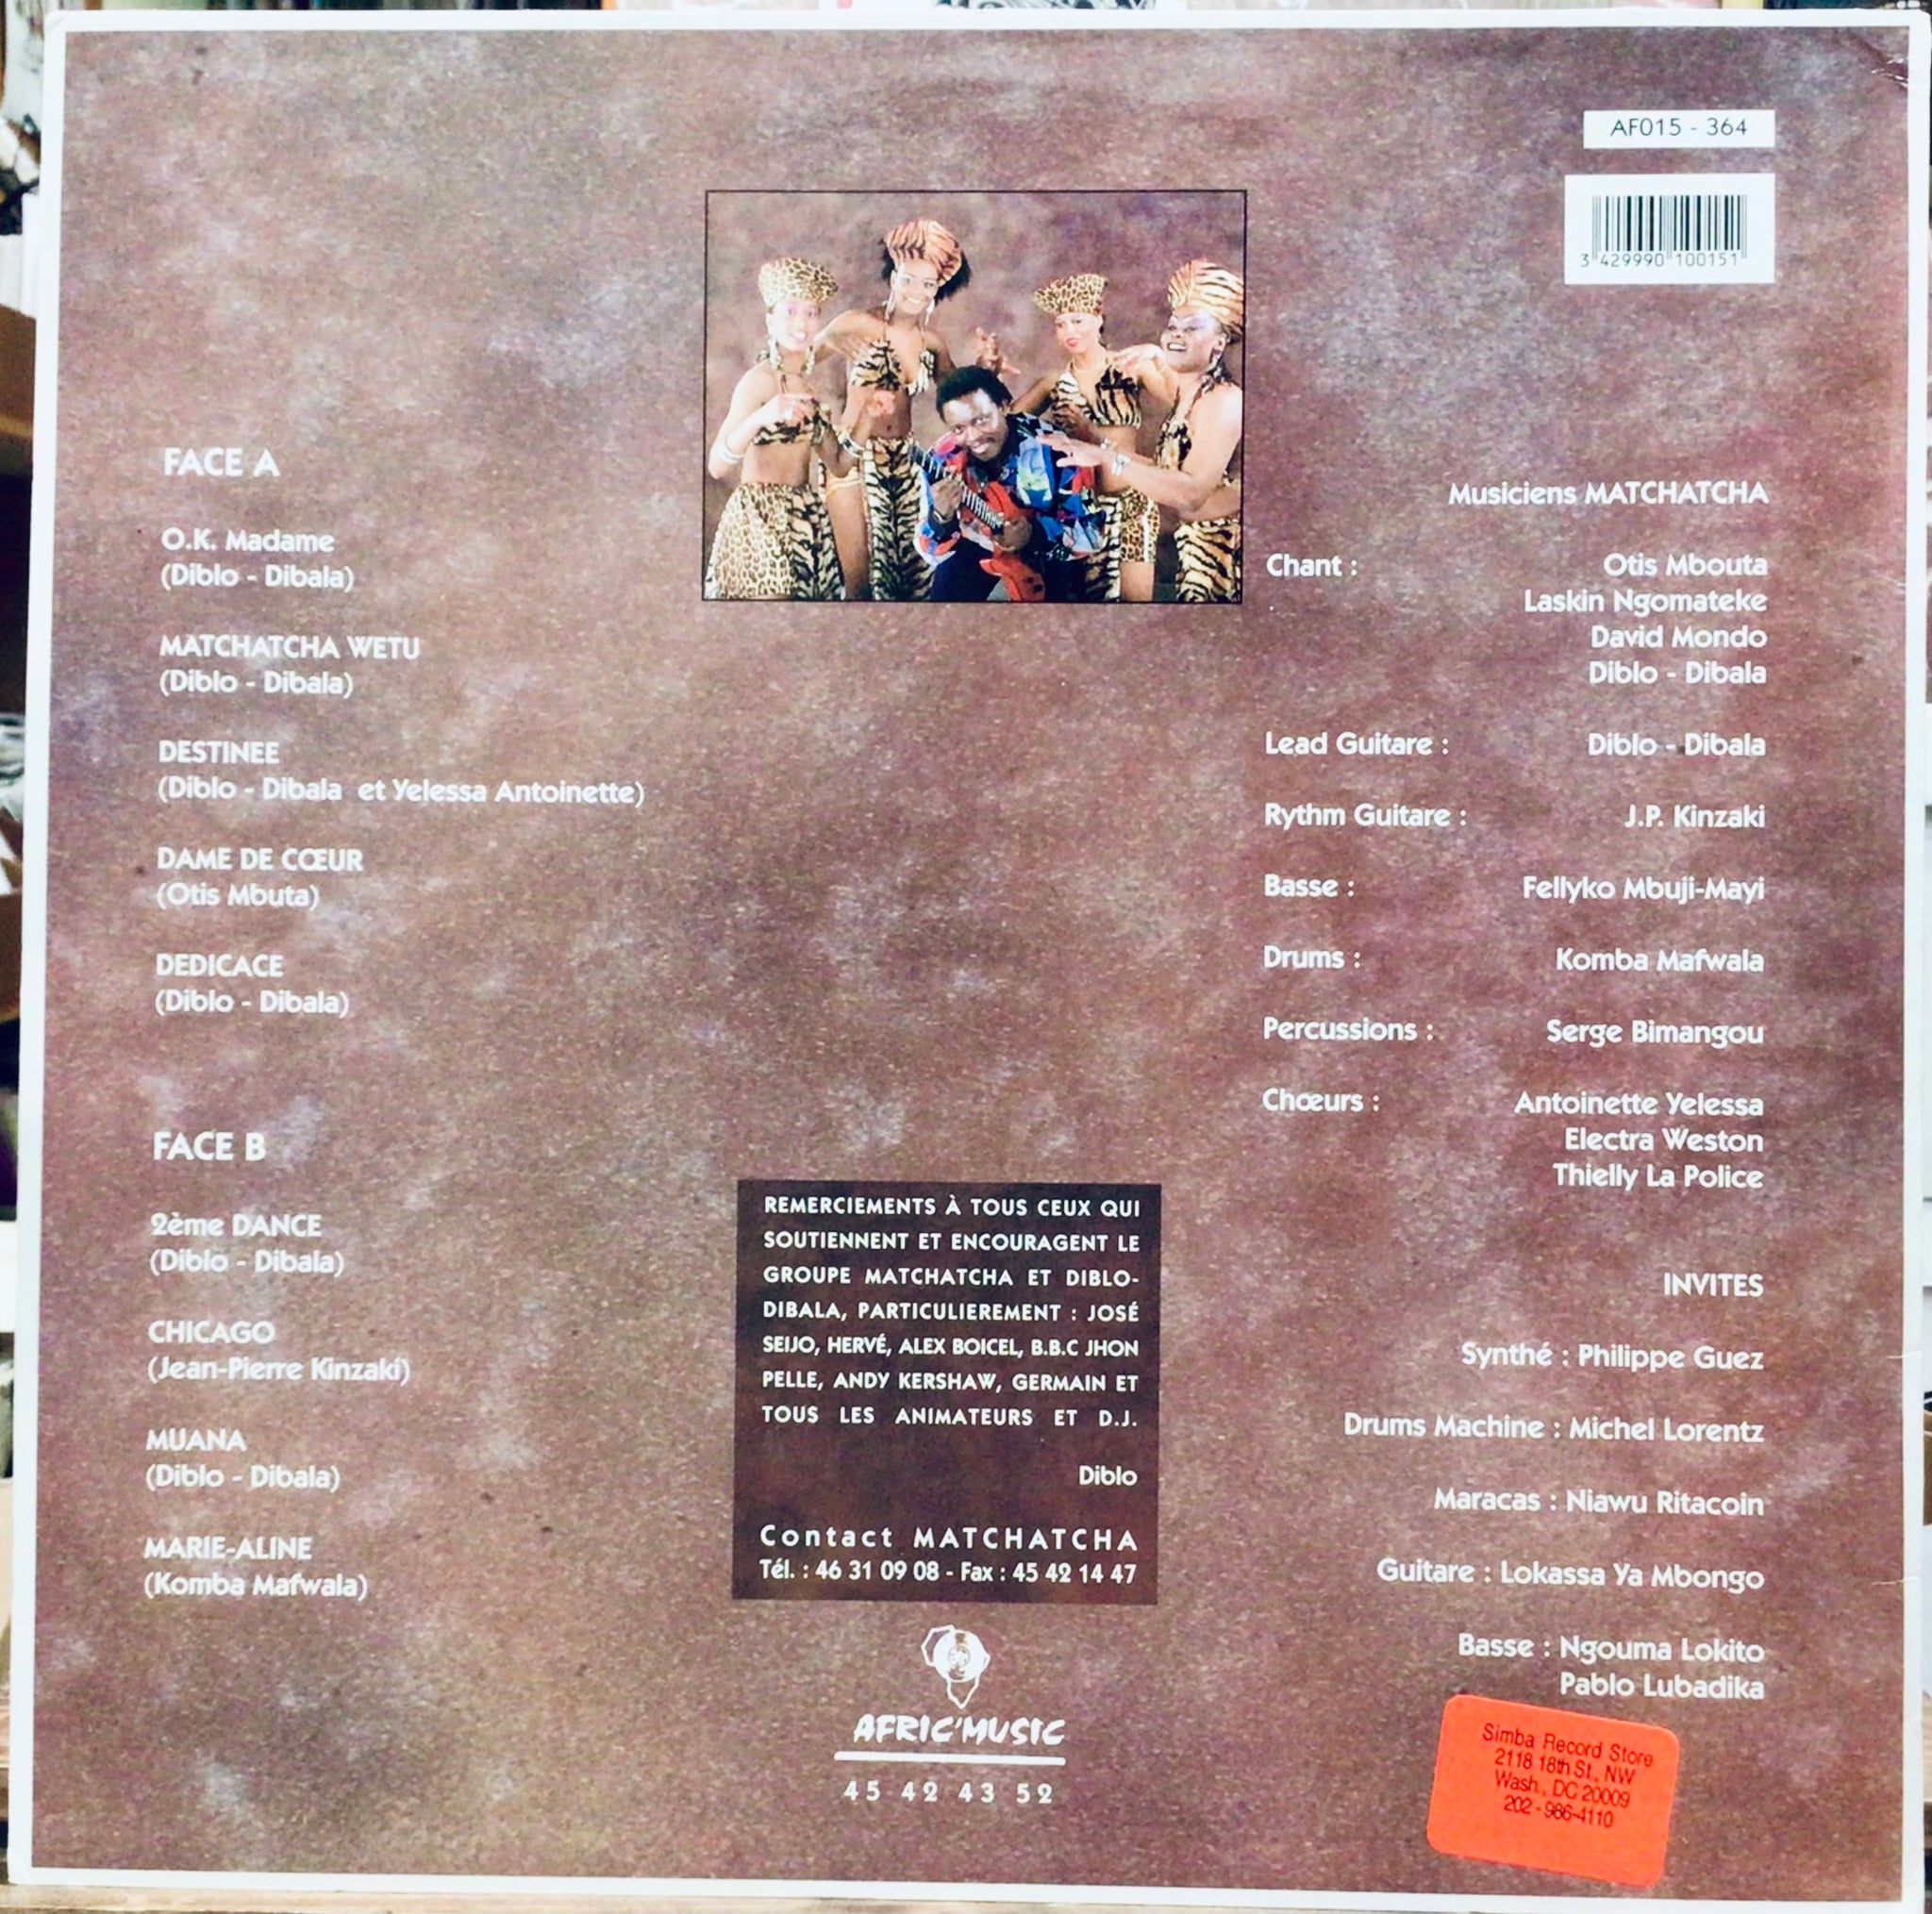 AF015 - 364
3 429990 100151
FACE A
O.K. Madame
(Diblo - Dibala)
MATCHATCHA WETU
(Diblo - Dibala)
DESTINEE
(Diblo - Dibala et Yelessa Antoinette)
DAME DE CŒUR
(Otis Mbuta)
DEDICACE
(Diblo - Dibala)
FACE B
2ème DANCE
(Diblo - Dibala)
CHICAGO
(Jean-Pierre Kinzaki)
MUANA
(Diblo - Dibala)
MARIE-ALINE
(Komba Mafwala)
REMERCIEMENTS À TOUS CEUX QUI
SOUTIENNENT ET ENCOURAGENT LE
GROUPE MATCHATCHA ET DIBLO-
DIBALA, PARTICULIEREMENT : JOSÉ
SEIJO, HERVÉ, ALEX BOICEL, B.B.C JHON
PELLE, ANDY KERSHAW, GERMAIN ET
TOUS LES ANIMATEURS ET D.J.
Diblo
Contact MATCHATCHA
Tél. : 46 31 09 08 - Fax : 45 42 14 47
AFRIC'MUSIC
45 42 43 52
Musiciens MATCHATCHA
Chant : Otis Mbouta
Laskin Ngomateke
David Mondo
Diblo - Dibala
Lead Guitare : Diblo - Dibala
Rythm Guitare : J.P. Kinzaki
Basse : Fellyko Mbuji-Mayi
Drums : Komba Mafwala
Percussions : Serge Bimangou
Chœurs : Antoinette Yelessa
Electra Weston
Thielly La Police
INVITES
Synthé : Philippe Guez
Drums Machine : Michel Lorentz
Maracas : Niawu Ritacoin
Guitare : Lokassa Ya Mbongo
Basse : Ngouma Lokito
Pablo Lubadika
Simba Record Store
2118 18th St., NW
Wash., DC 20009
202 - 986-4110